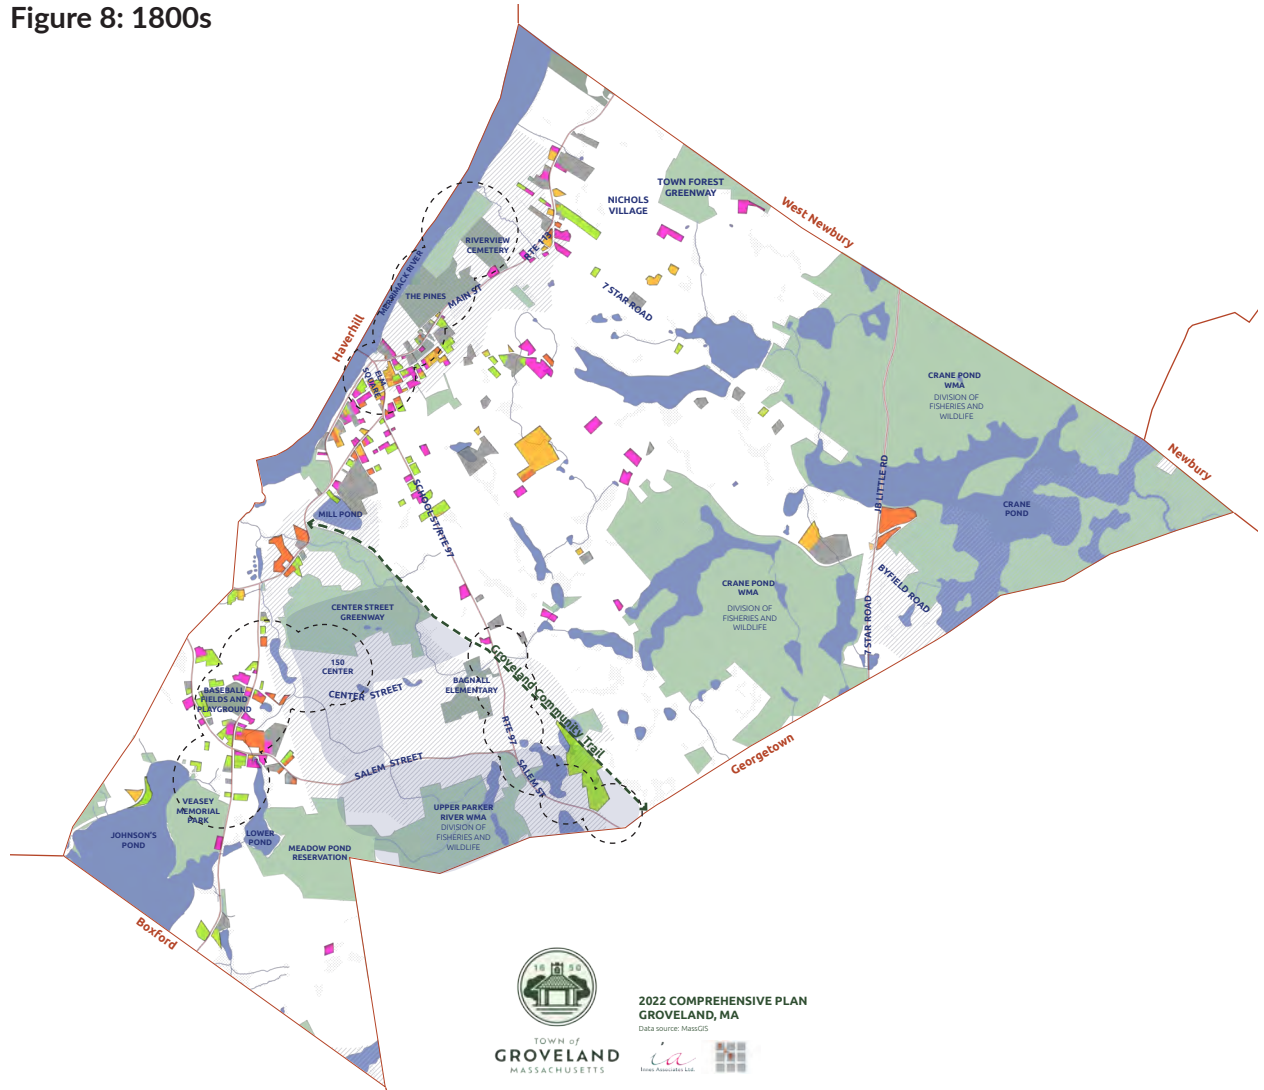 Figure 8: 1800s
West Newbury
TOWN FOREST
GREENWAY
NICHOLS
VILLAGE
RIVERVIEW
CEMETERY
RTE 113
MERRIMACK RIVER
THE PINES
MAIN ST
7 STAR ROAD
Haverhill
ELM
SQUARE
CRANE POND
WMA
DIVISION OF
FISHERIES AND
WILDLIFE
Newbury
JB LITTLE RD
CRANE
POND
MILL POND
SCHOOL ST/RTE 97
BYFIELD ROAD
CRANE POND
WMA
DIVISION OF
FISHERIES AND
WILDLIFE
7 STAR ROAD
CENTER STREET
GREENWAY
150
CENTER
CENTER STREET
Groveland Community Trail
BAGNALL
ELEMENTARY
BASEBALL
FIELDS AND
PLAYGROUND
RTE 97
Georgetown
SALEM STREET
SALEM ST
VEASEY
MEMORIAL
PARK
UPPER PARKER
RIVER WMA
DIVISION OF
FISHERIES AND
WILDLIFE
JOHNSON'S
POND
LOWER
POND
MEADOW POND
RESERVATION
Boxford
1650
TOWN of
GROVELAND
MASSACHUSETTS
2022 COMPREHENSIVE PLAN
GROVELAND, MA
Data source: MassGIS
ia
Innes Associates Ltd.